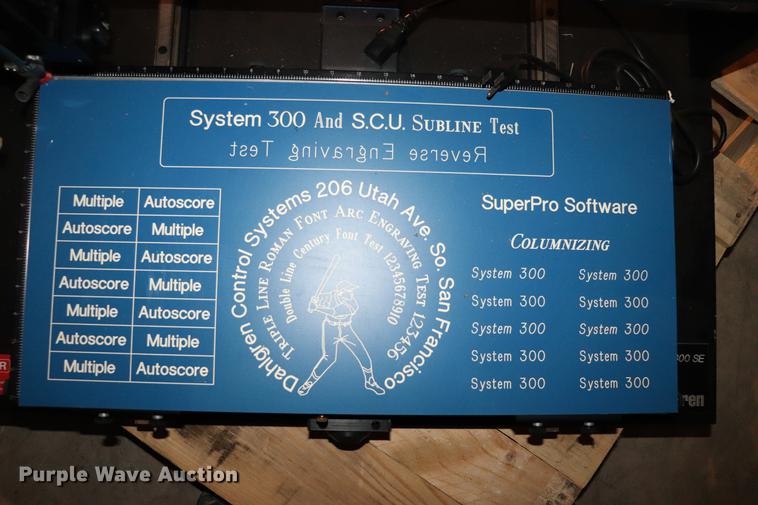 System 300 And S.C.U. SUBLINE Test
Reverse Engraving Test
Multiple Autoscore
Autoscore Multiple
Multiple Autoscore
Autoscore Multiple
Multiple Autoscore
Autoscore Multiple
Multiple Autoscore
Dahlgren Control Systems 206 Utah Ave. So. San Francisco
TRIPLE LINE ROMAN FONT ARC ENGRAVING TEST 123456
Double Line Century Font Test 12345678910
SuperPro Software
COLUMNIZING
System 300 System 300
System 300 System 300
System 300 System 300
System 300 System 300
System 300 System 300
00 SE
ren
R
Purple Wave Auction